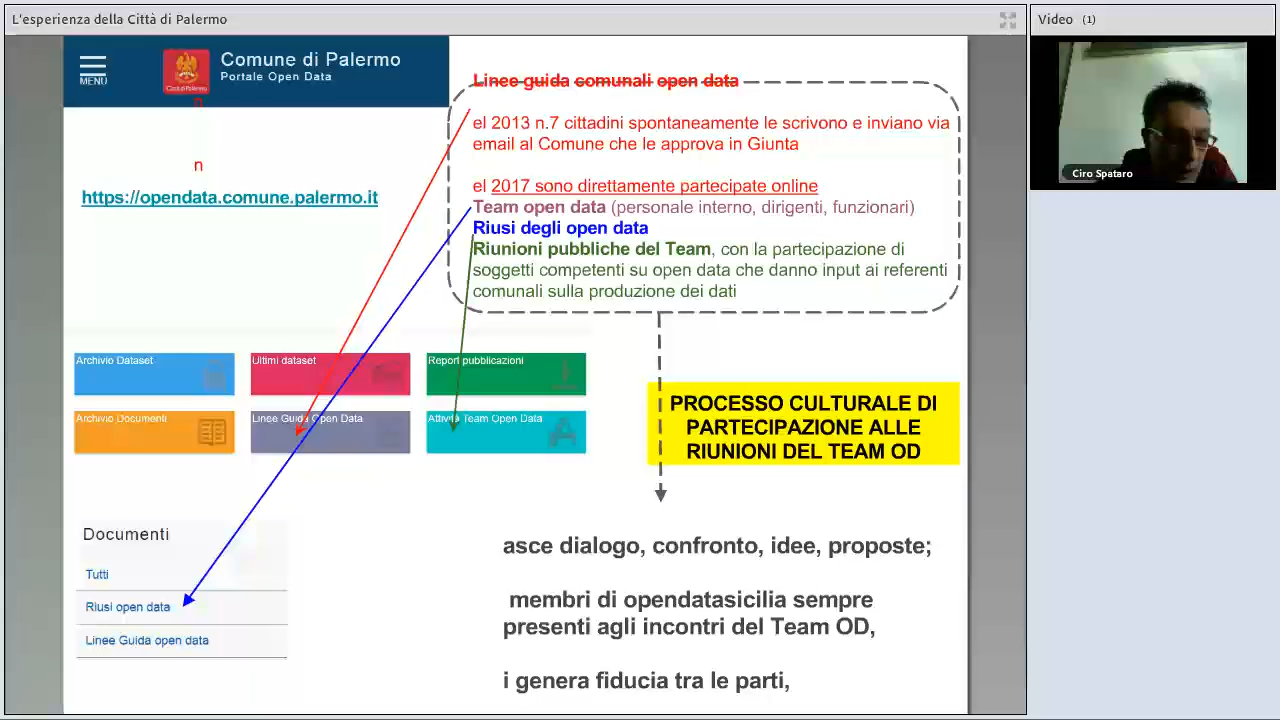 L'esperienza della Città di Palermo
Video (1)
MENU
Comune di Palermo
Portale Open Data
Città di Palermo
n
n
https://opendata.comune.palermo.it
Linee guida comunali open data
el 2013 n.7 cittadini spontaneamente le scrivono e inviano via
email al Comune che le approva in Giunta
el 2017 sono direttamente partecipate online
Team open data (personale interno, dirigenti, funzionari)
Riusi degli open data
Riunioni pubbliche del Team, con la partecipazione di
soggetti competenti su open data che danno input ai referenti
comunali sulla produzione dei dati
Ciro Spataro
Archivio Dataset
Ultimi dataset
Report pubblicazioni
Archivio Documenti
Linee Guida Open Data
Attività Team Open Data
PROCESSO CULTURALE DI
PARTECIPAZIONE ALLE
RIUNIONI DEL TEAM OD
Documenti
Tutti
Riusi open data
Linee Guida open data
asce dialogo, confronto, idee, proposte;
membri di opendatasicilia sempre
presenti agli incontri del Team OD,
i genera fiducia tra le parti,